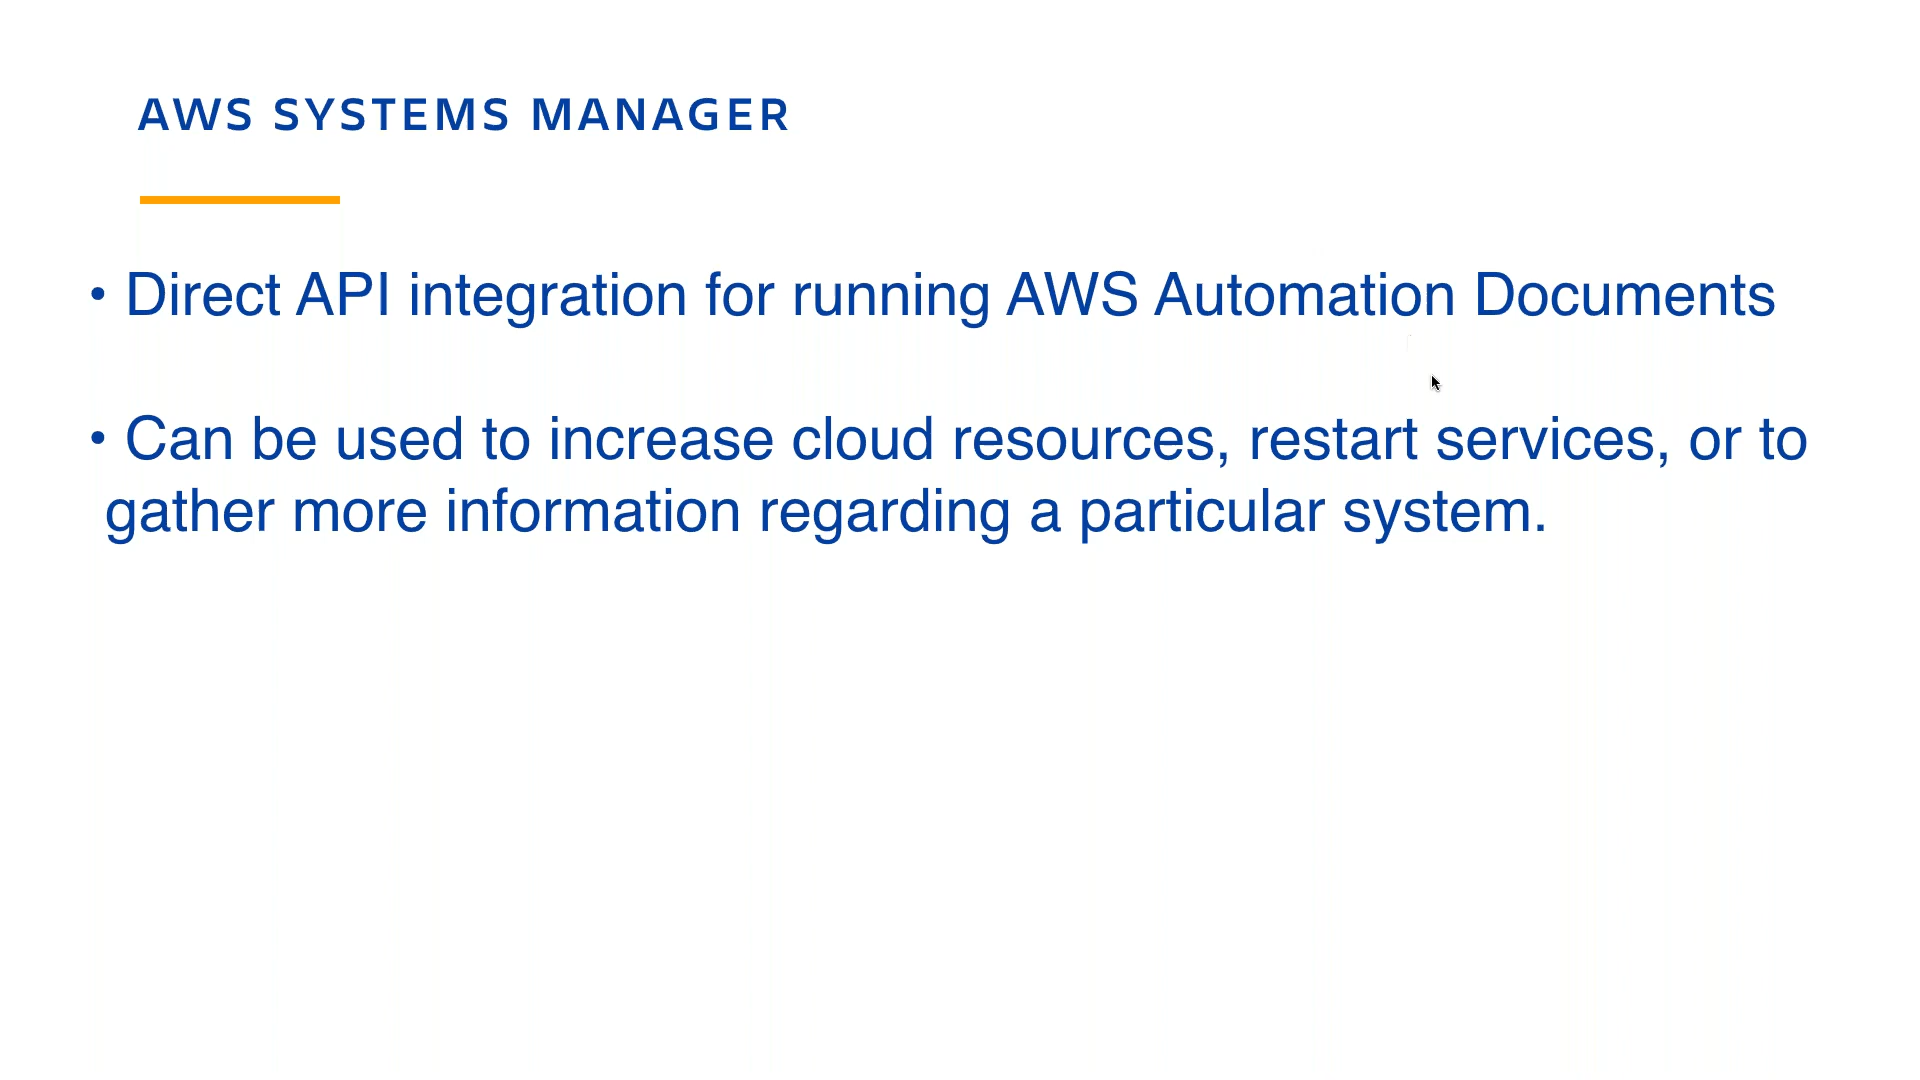 AWS SYSTEMS MANAGER
• Direct API integration for running AWS Automation Documents
• Can be used to increase cloud resources, restart services, or to
gather more information regarding a particular system.